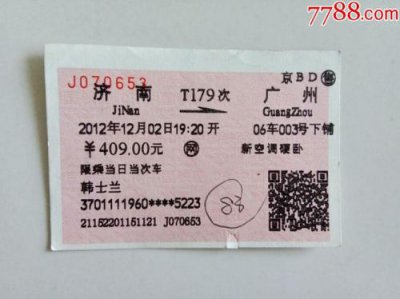 7788.com
京BD售
J070653
济南 T179次 广州
JiNan GuangZhou
2012年12月02日19:20开 06车003号下铺
￥409.00元 网 新空调硬卧
限乘当日当次车
韩士兰
3701111960****5223
83
21152201151121 J070653